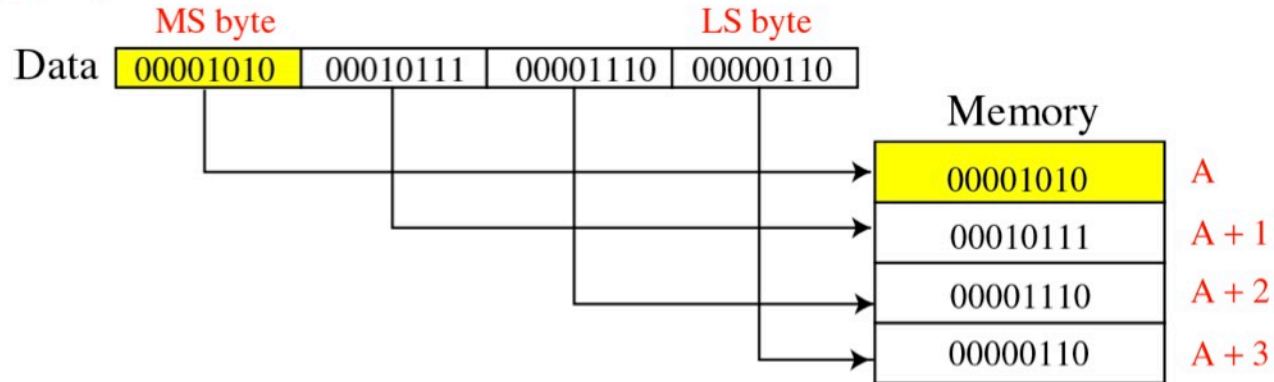 MS byte LS byte
Data 00001010 00010111 00001110 00000110
Memory
00001010 A
00010111 A + 1
00001110 A + 2
00000110 A + 3